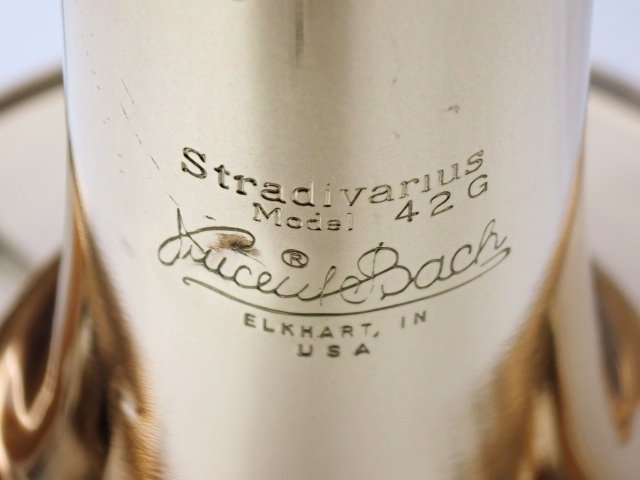 Stradivarius
Model 42G
Vincent Bach ®
ELKHART, IN
USA